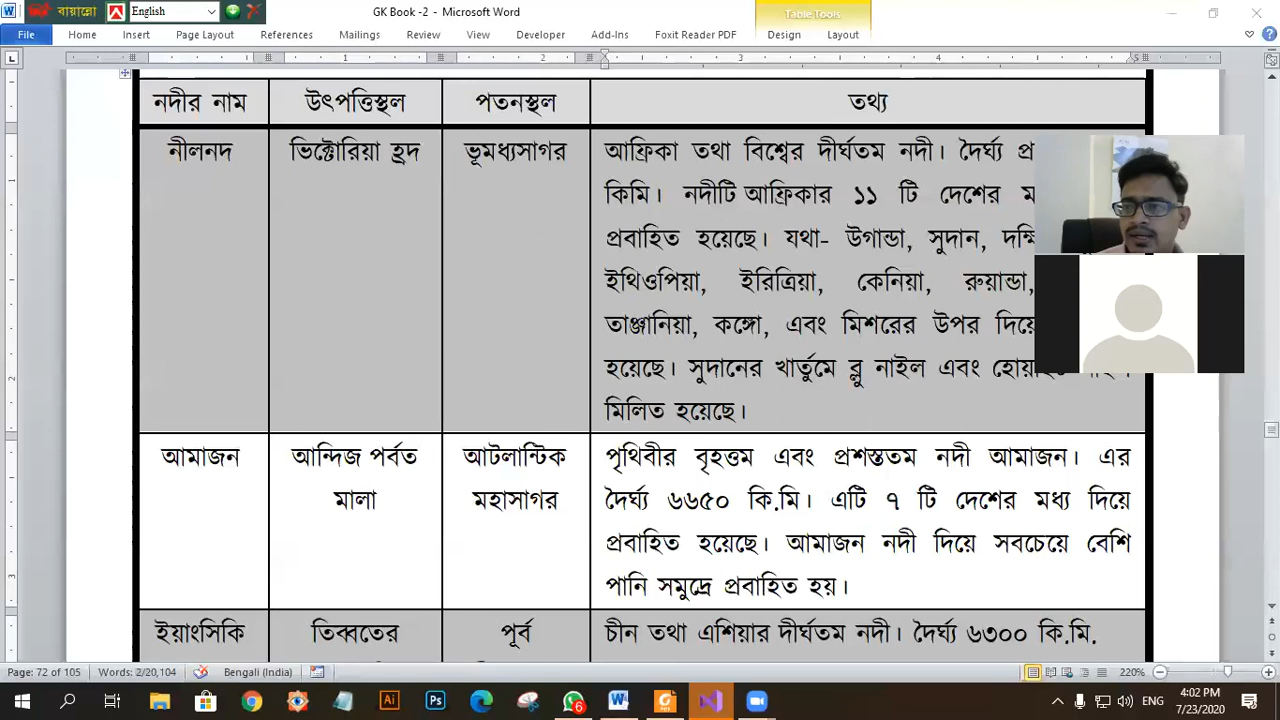 বায়ান্নো English GK Book -2 - Microsoft Word Table Tools
File Home Insert Page Layout References Mailings Review View Developer Add-Ins Foxit Reader PDF Design Layout
নদীর নাম উৎপত্তিস্থল পতনস্থল তথ্য
নীলনদ ভিক্টোরিয়া হ্রদ ভূমধ্যসাগর আফ্রিকা তথা বিশ্বের দীর্ঘতম নদী। দৈর্ঘ্য
কিমি। নদীটি আফ্রিকার ১১ টি দেশের
প্রবাহিত হয়েছে। যথা- উগান্ডা, সুদান,
ইথিওপিয়া, ইরিত্রিয়া, কেনিয়া, রুয়ান্ডা,
তাঞ্জানিয়া, কঙ্গো, এবং মিশরের উপর দিয়ে
হয়েছে। সুদানের খার্তুমে ব্লু নাইল এবং
মিলিত হয়েছে।
আমাজন আন্দিজ পর্বত মালা আটলান্টিক মহাসাগর পৃথিবীর বৃহত্তম এবং প্রশস্ততম নদী আমাজন। এর
দৈর্ঘ্য ৬৬৫০ কি.মি। এটি ৭ টি দেশের মধ্য দিয়ে
প্রবাহিত হয়েছে। আমাজন নদী দিয়ে সবচেয়ে বেশি
পানি সমুদ্রে প্রবাহিত হয়।
ইয়াংসিকি তিব্বতের পূর্ব চীন তথা এশিয়ার দীর্ঘতম নদী। দৈর্ঘ্য ৬৩০০ কি.মি.
Page: 72 of 105 Words: 2/20,104 Bengali (India) 220%
ENG 4:02 PM
7/23/2020